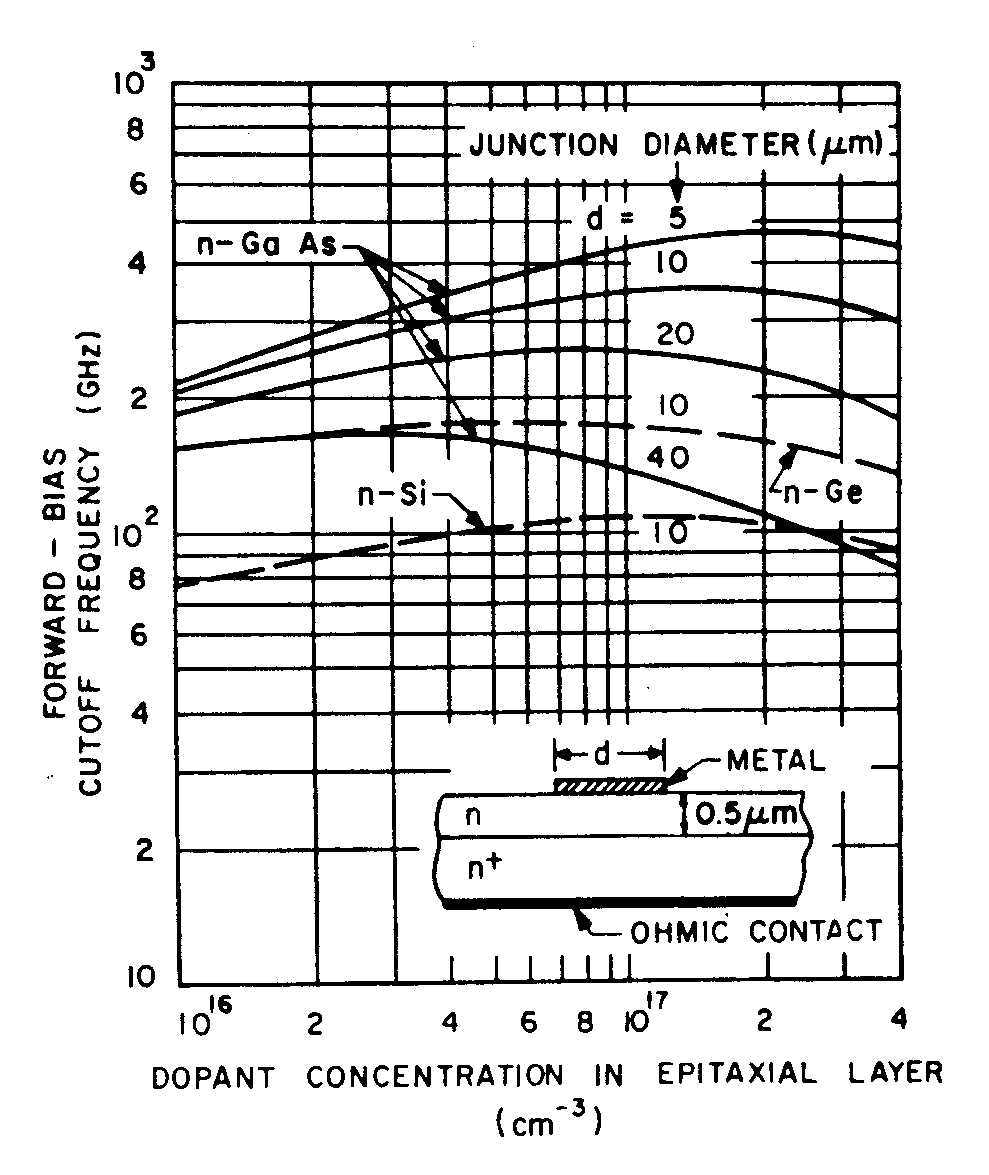 10³
8
6
4
2
10²
8
6
4
2
10
FORWARD – BIAS
CUTOFF FREQUENCY (GHz)
JUNCTION DIAMETER (μm)
d = 5
n–Ga As
10
20
10
40
n–Ge
n–Si
10
d
METAL
n
0.5μm
n⁺
OHMIC CONTACT
10¹⁶ 2 4 6 8 10¹⁷ 2 4
DOPANT CONCENTRATION IN EPITAXIAL LAYER
(cm⁻³)